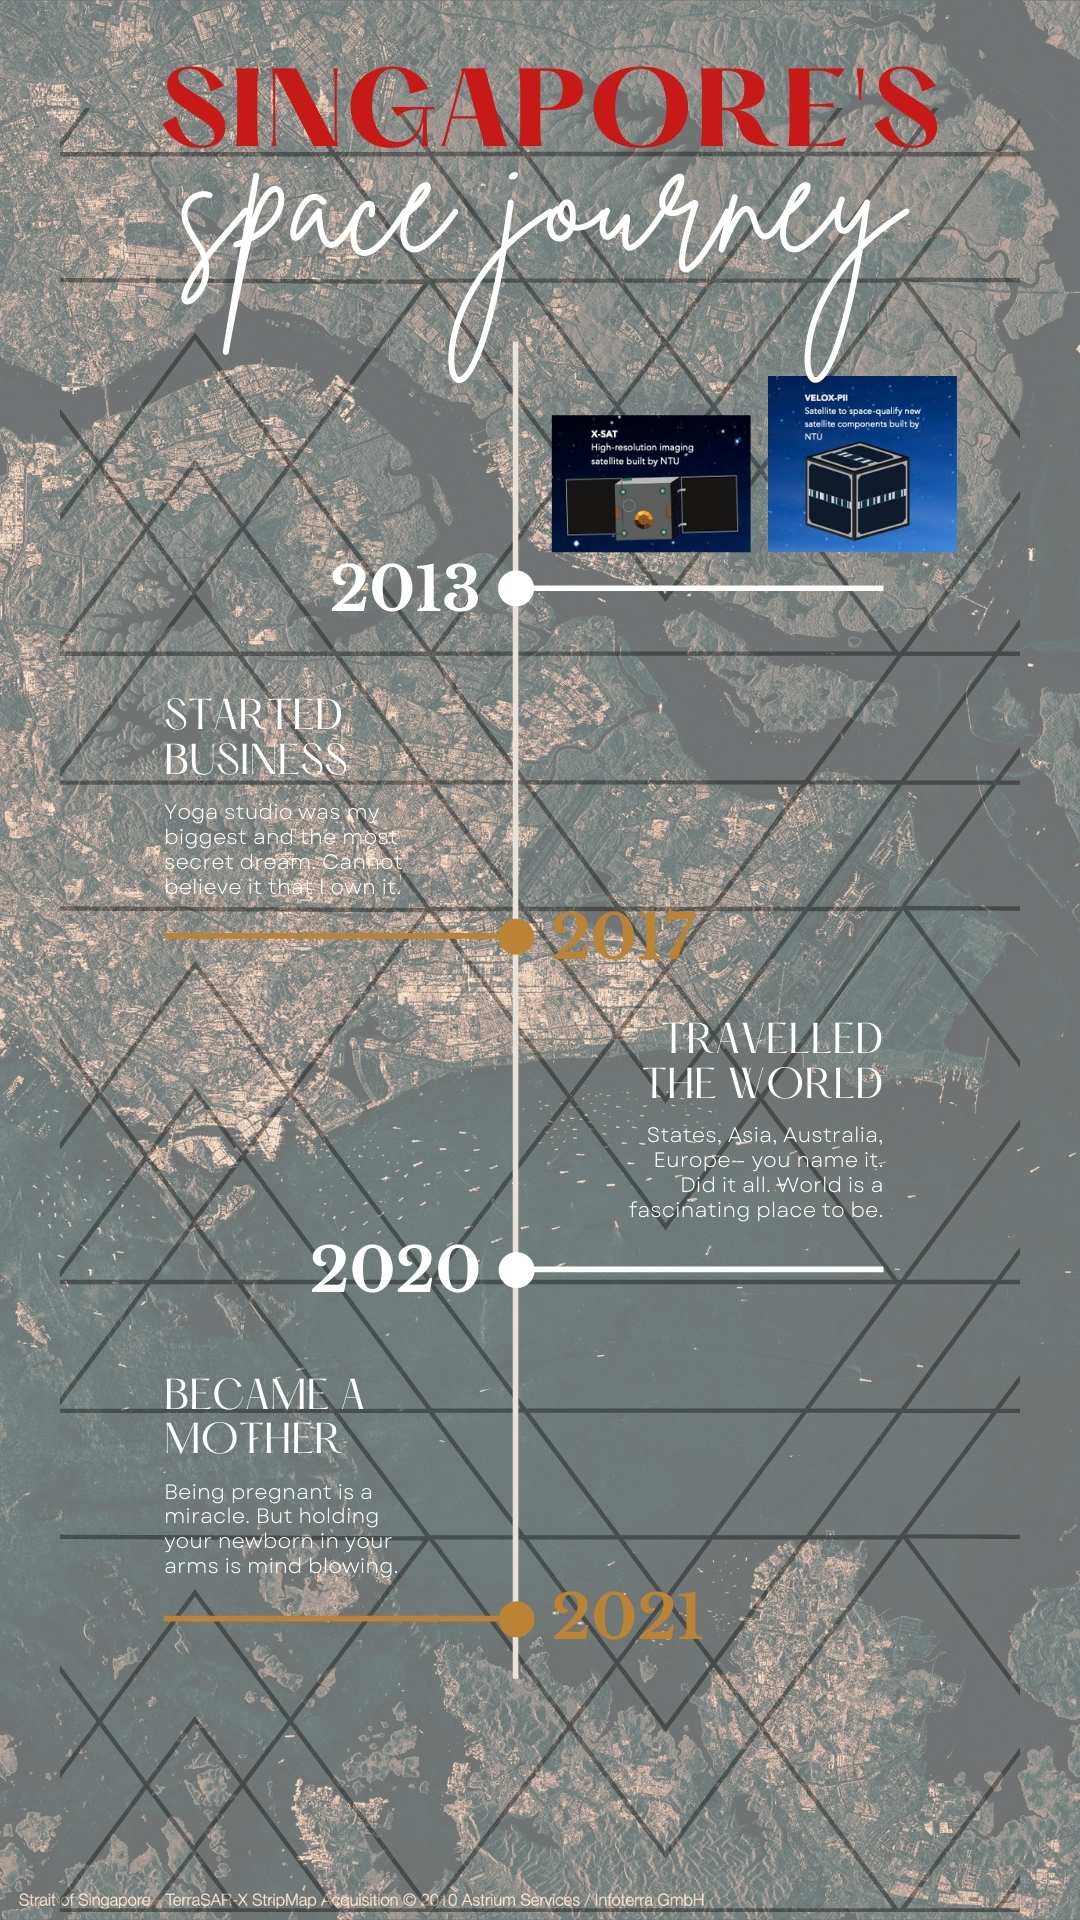 SINGAPORE'S
space journey
X-SAT
High-resolution imaging
satellite built by NTU
VELOX-PII
Satellite to space-qualify new
satellite components built by
NTU
2013
STARTED
BUSINESS
Yoga studio was my
biggest and the most
secret dream. Cannot
believe it that I own it.
2017
TRAVELLED
THE WORLD
States, Asia, Australia,
Europe– you name it.
Did it all. World is a
fascinating place to be.
2020
BECAME A
MOTHER
Being pregnant is a
miracle. But holding
your newborn in your
arms is mind blowing.
2021
Strait of Singapore - TerraSAR-X StripMap Acquisition © 2010 Astrium Services / Infoterra GmbH